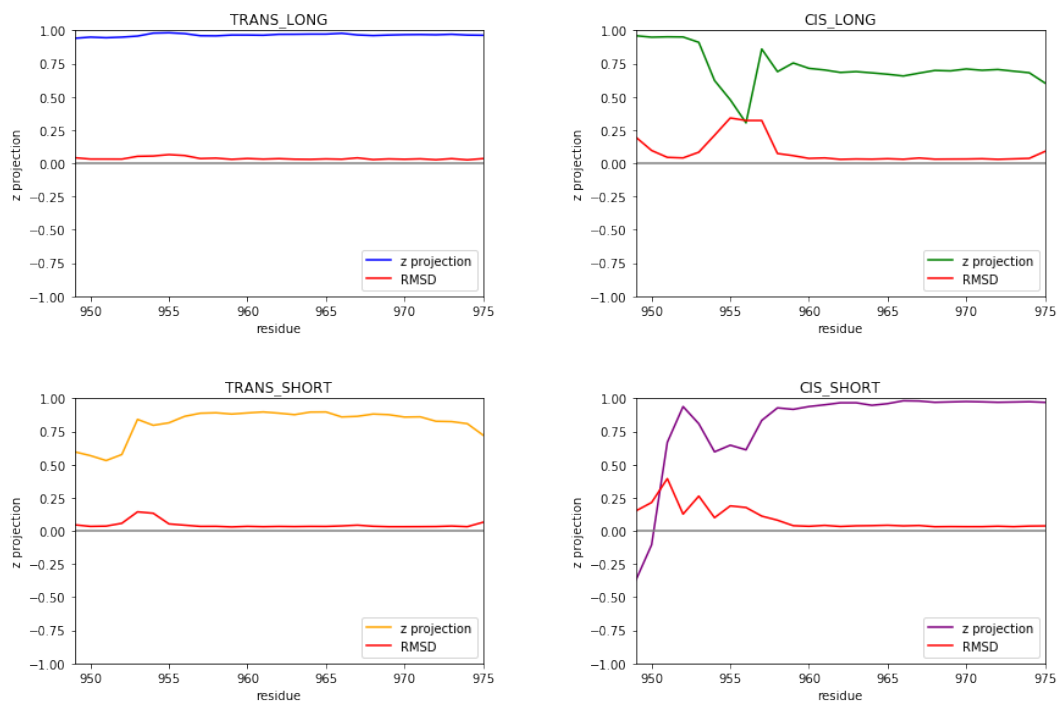 TRANS_LONG
1.00
0.75
0.50
0.25
0.00
−0.25
−0.50
−0.75
−1.00
z projection
z projection
RMSD
950 955 960 965 970 975
residue
CIS_LONG
1.00
0.75
0.50
0.25
0.00
−0.25
−0.50
−0.75
−1.00
z projection
z projection
RMSD
950 955 960 965 970 975
residue
TRANS_SHORT
1.00
0.75
0.50
0.25
0.00
−0.25
−0.50
−0.75
−1.00
z projection
z projection
RMSD
950 955 960 965 970 975
residue
CIS_SHORT
1.00
0.75
0.50
0.25
0.00
−0.25
−0.50
−0.75
−1.00
z projection
z projection
RMSD
950 955 960 965 970 975
residue